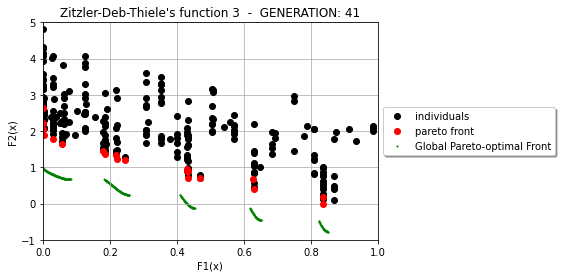 Zitzler-Deb-Thiele's function 3 - GENERATION: 41
5
4
3
2
1
0
−1
F2(x)
0.0 0.2 0.4 0.6 0.8 1.0
F1(x)
individuals
pareto front
Global Pareto-optimal Front